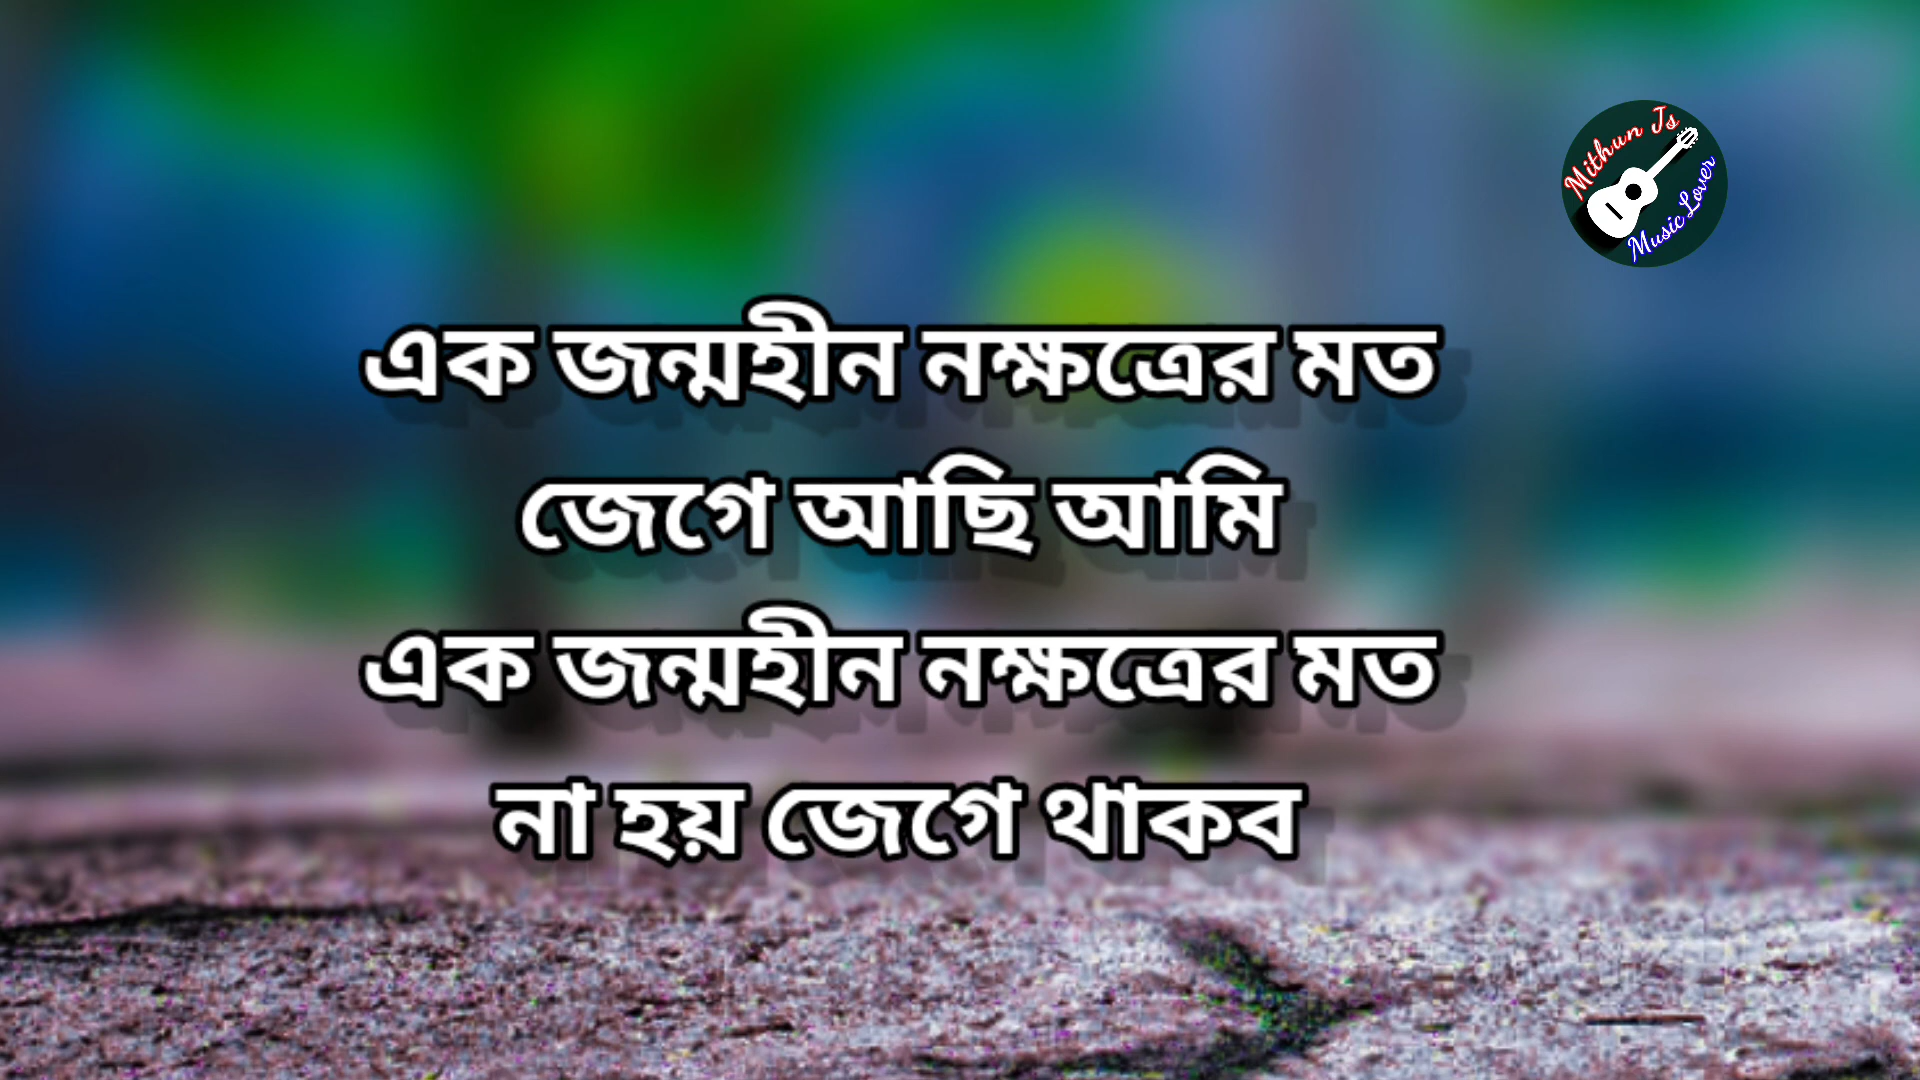 Mithun Js
Music Lover
এক জন্মহীন নক্ষত্রের মত
জেগে আছি আমি
এক জন্মহীন নক্ষত্রের মত
না হয় জেগে থাকব